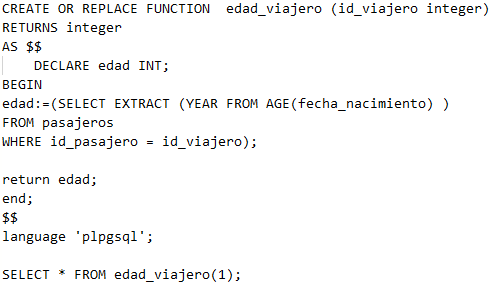 CREATE OR REPLACE FUNCTION  edad_viajero (id_viajero integer)
RETURNS integer
AS $$
    DECLARE edad INT;
BEGIN
edad:=(SELECT EXTRACT (YEAR FROM AGE(fecha_nacimiento) )
FROM pasajeros
WHERE id_pasajero = id_viajero);

return edad;
end;
$$
language 'plpgsql';

SELECT * FROM edad_viajero(1);